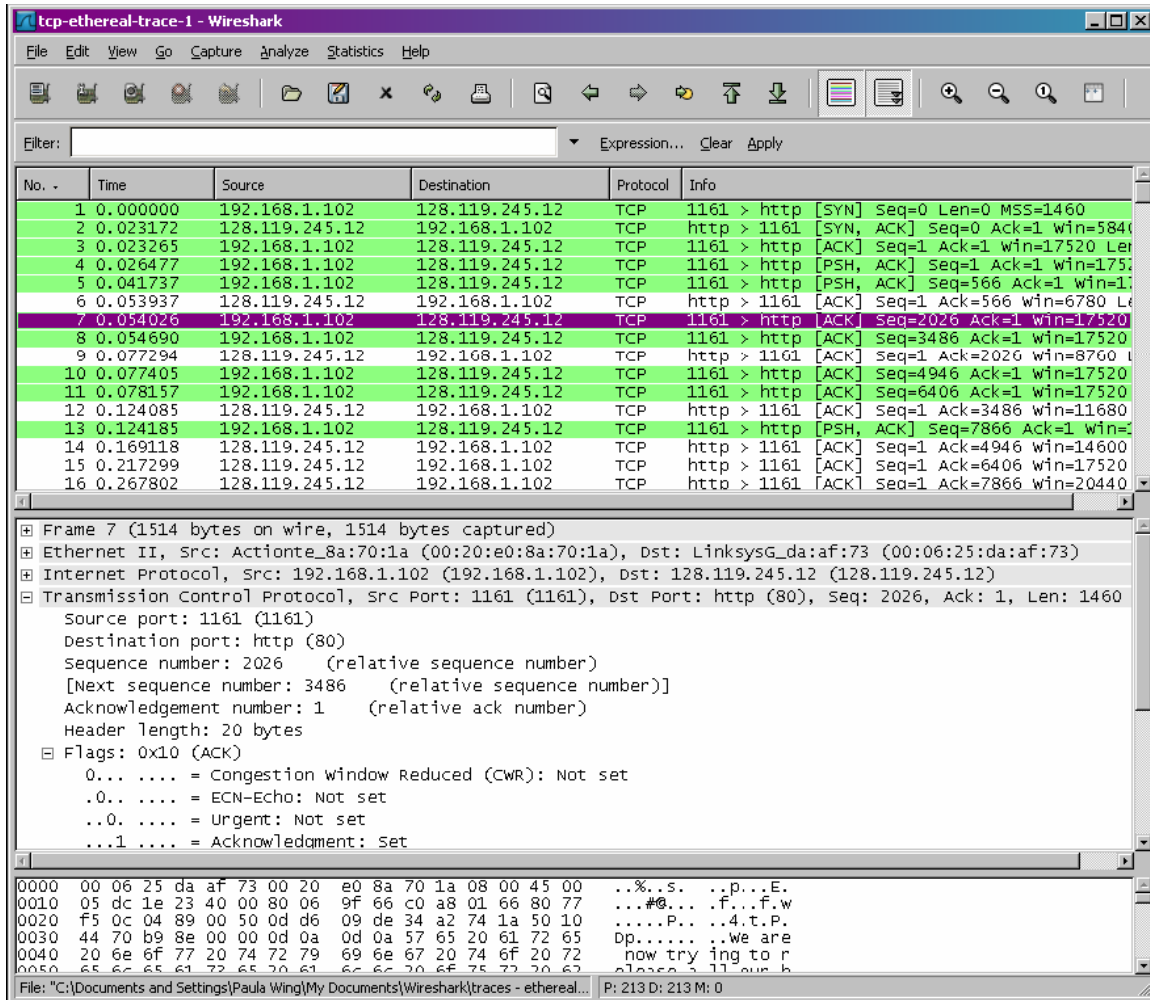 tcp-ethereal-trace-1 - Wireshark
File Edit View Go Capture Analyze Statistics Help
Filter: Expression... Clear Apply
No. Time Source Destination Protocol Info
1 0.000000 192.168.1.102 128.119.245.12 TCP 1161 > http [SYN] Seq=0 Len=0 MSS=1460
2 0.023172 128.119.245.12 192.168.1.102 TCP http > 1161 [SYN, ACK] Seq=0 Ack=1 Win=5840
3 0.023265 192.168.1.102 128.119.245.12 TCP 1161 > http [ACK] Seq=1 Ack=1 Win=17520 Len
4 0.026477 192.168.1.102 128.119.245.12 TCP 1161 > http [PSH, ACK] Seq=1 Ack=1 Win=1752
5 0.041737 192.168.1.102 128.119.245.12 TCP 1161 > http [PSH, ACK] Seq=566 Ack=1 Win=17
6 0.053937 128.119.245.12 192.168.1.102 TCP http > 1161 [ACK] Seq=1 Ack=566 Win=6780 Le
7 0.054026 192.168.1.102 128.119.245.12 TCP 1161 > http [ACK] Seq=2026 Ack=1 Win=17520
8 0.054690 192.168.1.102 128.119.245.12 TCP 1161 > http [ACK] Seq=3486 Ack=1 Win=17520
9 0.077294 128.119.245.12 192.168.1.102 TCP http > 1161 [ACK] Seq=1 Ack=2026 Win=8760
10 0.077405 192.168.1.102 128.119.245.12 TCP 1161 > http [ACK] Seq=4946 Ack=1 Win=17520
11 0.078157 192.168.1.102 128.119.245.12 TCP 1161 > http [ACK] Seq=6406 Ack=1 Win=17520
12 0.124085 128.119.245.12 192.168.1.102 TCP http > 1161 [ACK] Seq=1 Ack=3486 Win=11680
13 0.124185 192.168.1.102 128.119.245.12 TCP 1161 > http [PSH, ACK] Seq=7866 Ack=1 Win=1
14 0.169118 128.119.245.12 192.168.1.102 TCP http > 1161 [ACK] Seq=1 Ack=4946 Win=14600
15 0.217299 128.119.245.12 192.168.1.102 TCP http > 1161 [ACK] Seq=1 Ack=6406 Win=17520
16 0.267802 128.119.245.12 192.168.1.102 TCP http > 1161 [ACK] Seq=1 Ack=7866 Win=20440
Frame 7 (1514 bytes on wire, 1514 bytes captured)
Ethernet II, Src: Actionte_8a:70:1a (00:20:e0:8a:70:1a), Dst: LinksysG_da:af:73 (00:06:25:da:af:73)
Internet Protocol, Src: 192.168.1.102 (192.168.1.102), Dst: 128.119.245.12 (128.119.245.12)
Transmission Control Protocol, Src Port: 1161 (1161), Dst Port: http (80), Seq: 2026, Ack: 1, Len: 1460
Source port: 1161 (1161)
Destination port: http (80)
Sequence number: 2026 (relative sequence number)
[Next sequence number: 3486 (relative sequence number)]
Acknowledgement number: 1 (relative ack number)
Header length: 20 bytes
Flags: 0x10 (ACK)
0... .... = Congestion Window Reduced (CWR): Not set
.0.. .... = ECN-Echo: Not set
..0. .... = Urgent: Not set
...1 .... = Acknowledgment: Set
0000 00 06 25 da af 73 00 20 e0 8a 70 1a 08 00 45 00 ..%..s. ..p...E.
0010 05 dc 1e 23 40 00 80 06 9f 66 c0 a8 01 66 80 77 ...#@... .f...f.w
0020 f5 0c 04 89 00 50 0d d6 09 de 34 a2 74 1a 50 10 .....P.. ..4.t.P.
0030 44 70 b9 8e 00 00 0d 0a 0d 0a 57 65 20 61 72 65 Dp...... ..We are
0040 20 6e 6f 77 20 74 72 79 69 6e 67 20 74 6f 20 72 now try ing to r
0050 65 6c 65 61 73 65 20 61 6c 6c 20 6f 75 72 20 62 elease a ll our b
File: "C:\Documents and Settings\Paula Wing\My Documents\Wireshark\traces - ethereal... P: 213 D: 213 M: 0